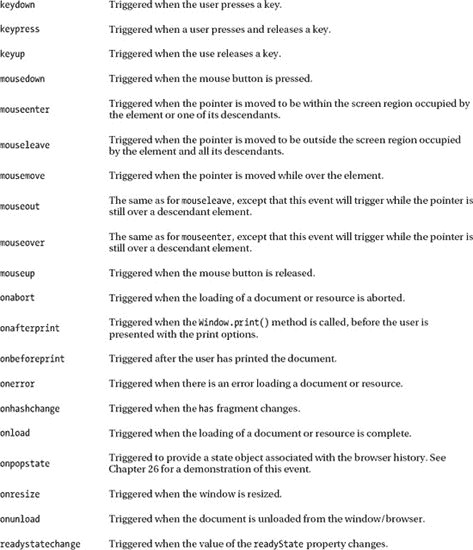 keydown Triggered when the user presses a key.
keypress Triggered when a user presses and releases a key.
keyup Triggered when the use releases a key.
mousedown Triggered when the mouse button is pressed.
mouseenter Triggered when the pointer is moved to be within the screen region occupied by
the element or one of its descendants.
mouseleave Triggered when the pointer is moved to be outside the screen region occupied
by the element and all its descendants.
mousemove Triggered when the pointer is moved while over the element.
mouseout The same as for mouseleave, except that this event will trigger while the pointer is
still over a descendant element.
mouseover The same as for mouseenter, except that this event will trigger while the pointer is
still over a descendant element.
mouseup Triggered when the mouse button is released.
onabort Triggered when the loading of a document or resource is aborted.
onafterprint Triggered when the Window.print() method is called, before the user is
presented with the print options.
onbeforeprint Triggered after the user has printed the document.
onerror Triggered when there is an error loading a document or resource.
onhashchange Triggered when the has fragment changes.
onload Triggered when the loading of a document or resource is complete.
onpopstate Triggered to provide a state object associated with the browser history. See
Chapter 26 for a demonstration of this event.
onresize Triggered when the window is resized.
onunload Triggered when the document is unloaded from the window/browser.
readystatechange Triggered when the value of the readyState property changes.